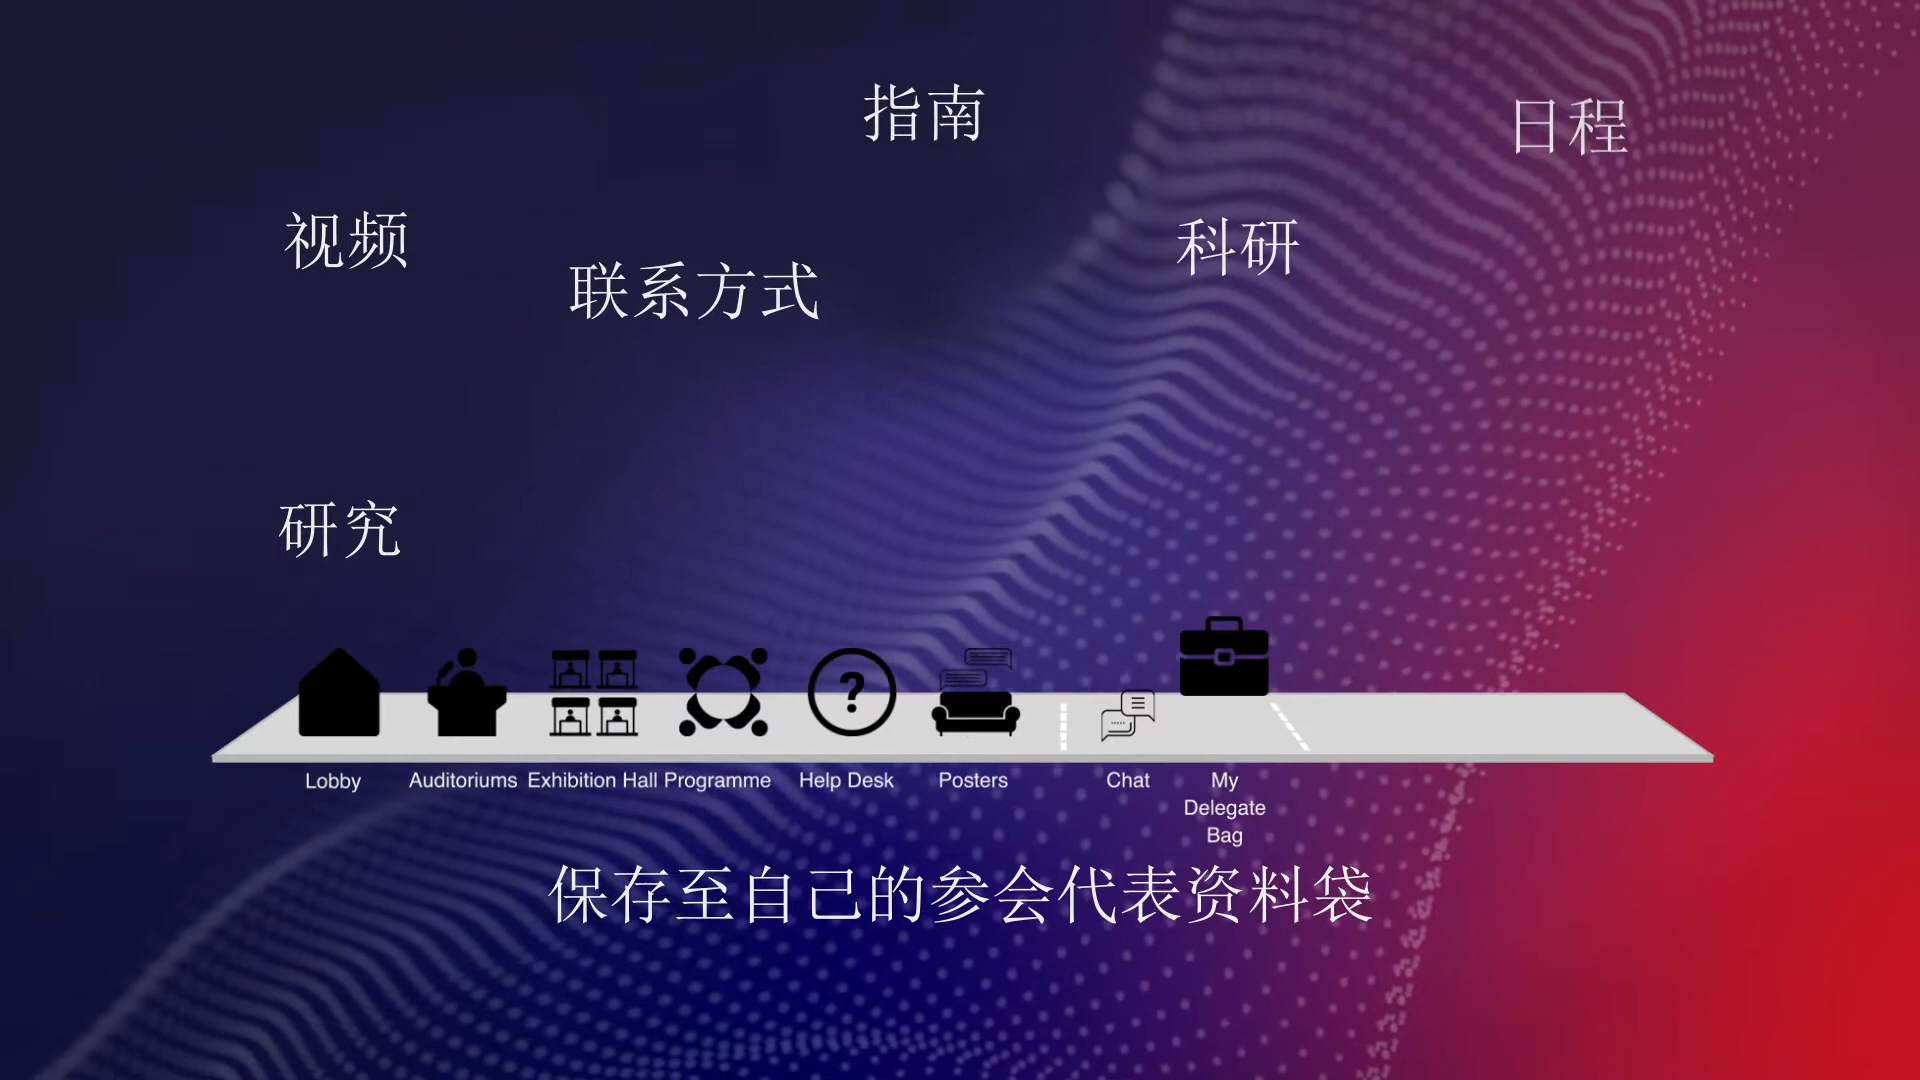 指南
日程
视频
科研
联系方式
研究
?
Lobby
Auditoriums
Exhibition Hall
Programme
Help Desk
Posters
Chat
My
Delegate
Bag
保存至自己的参会代表资料袋